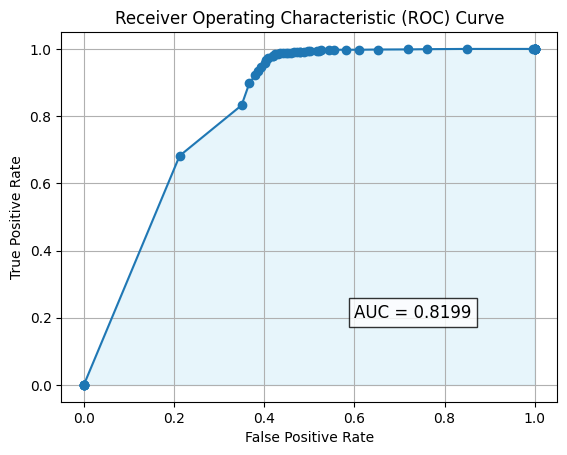 Receiver Operating Characteristic (ROC) Curve
1.0
0.8
0.6
0.4
0.2
0.0
True Positive Rate
AUC = 0.8199
0.0 0.2 0.4 0.6 0.8 1.0
False Positive Rate